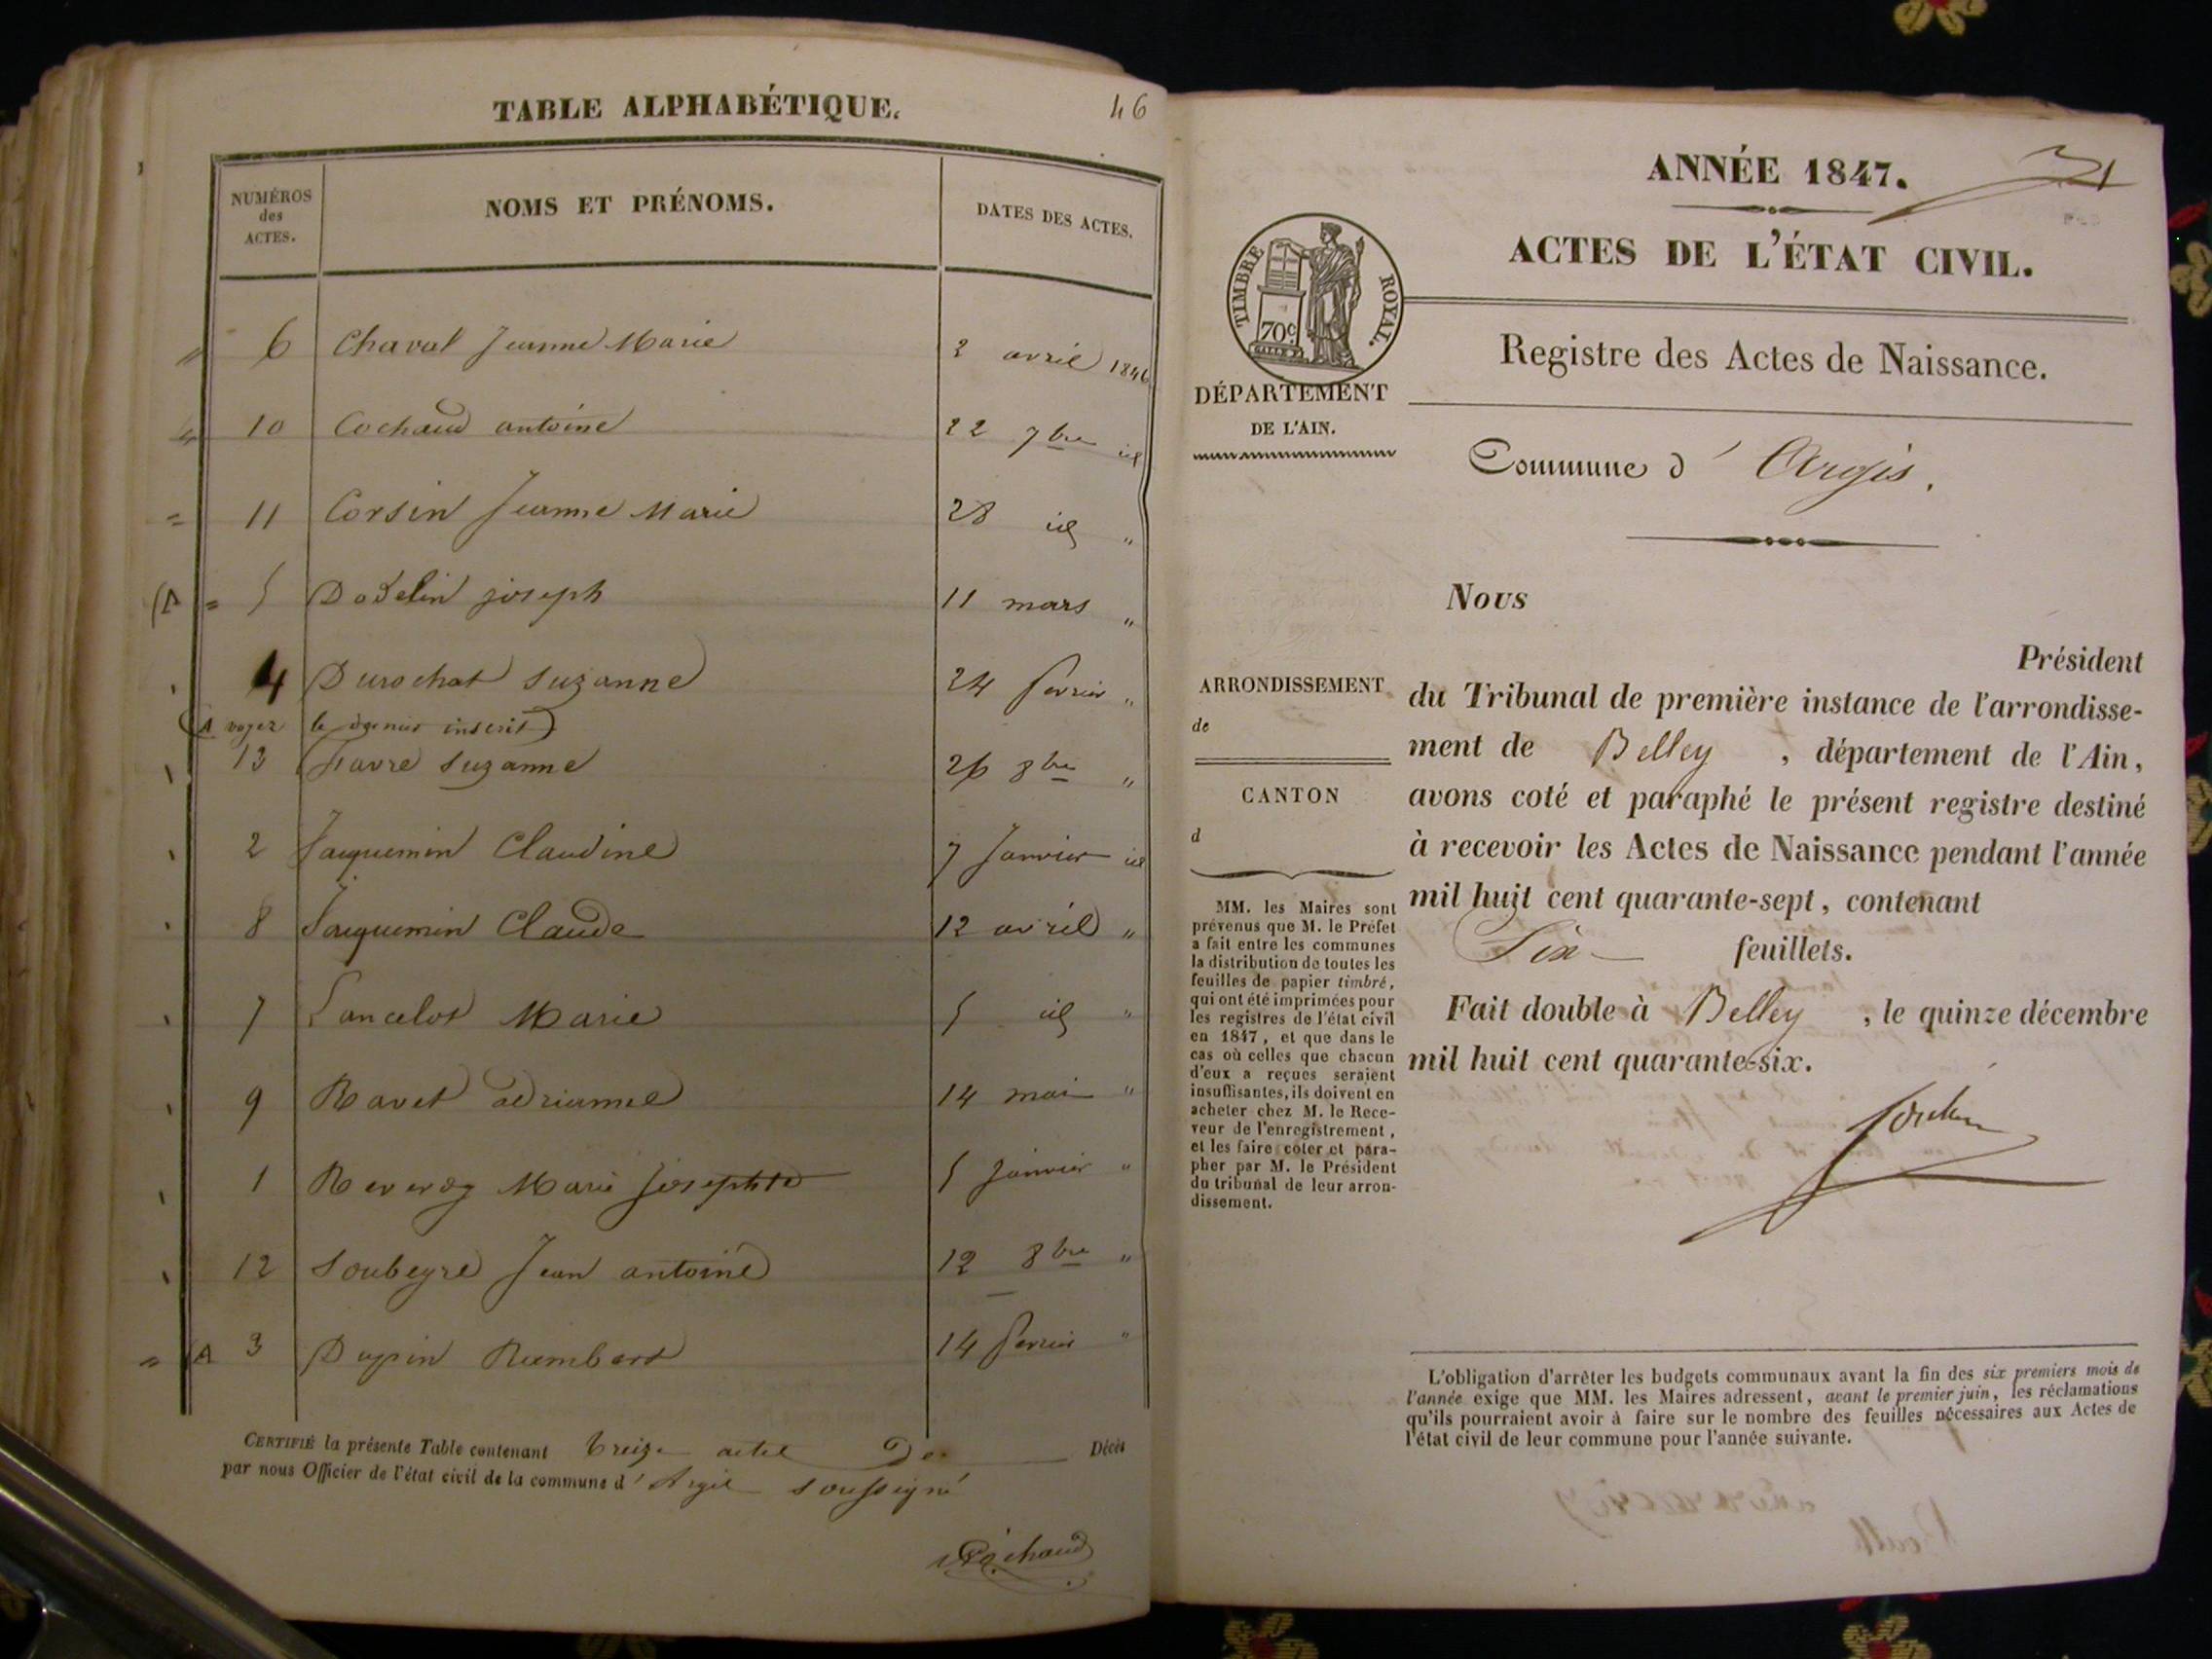 TABLE ALPHABÉTIQUE.
46
NUMÉROS
des
ACTES.
NOMS ET PRÉNOMS.
DATES DES ACTES.
6 Chaval Jeanne Marie 2 avril 1846
10 Cochaud antoine 22 7bre id
11 Corsin Jeanne Marie 28 id "
(A = 5 Dodelin joseph 11 mars "
4 Durochat Suzanne 24 fevrier "
(A voyez le dernier inscrit)
13 Favre Suzanne 26 8bre "
2 Jacquemin Claudine 7 Janvier id
8 Jacquemin Claude 12 avril "
7 Lancelot Marie 5 id "
9 Ravet adrianne 14 mai "
1 Reverdy Marie Josephte 5 Janvier "
12 Soubeyre Jean antoine 12 8bre "
= (A 3 Dupin Rambert 14 fevrier "
CERTIFIÉ la présente Table contenant treize actes De Décès
par nous Officier de l'état civil de la commune d'Argis soussigné
ANNÉE 1847.
ACTES DE L'ÉTAT CIVIL.
TIMBRE ROYAL.
70c
Registre des Actes de Naissance.
DÉPARTEMENT
DE L'AIN.
Commune d'Argis.
Nous
Président
ARRONDISSEMENT
de
CANTON
d
du Tribunal de première instance de l'arrondisse-
ment de Belley, département de l'Ain,
avons coté et paraphé le présent registre destiné
à recevoir les Actes de Naissance pendant l'année
mil huit cent quarante-sept, contenant
Six feuillets.
Fait double à Belley, le quinze décembre
mil huit cent quarante-six.
MM. les Maires sont
prévenus que M. le Préfet
a fait entre les communes
la distribution de toutes les
feuilles de papier timbré,
qui ont été imprimées pour
les registres de l'état civil
en 1847, et que dans le
cas où celles que chacun
d'eux a reçues seraient
insuffisantes, ils doivent en
acheter chez M. le Rece-
veur de l'enregistrement,
et les faire coter et para-
pher par M. le Président
du tribunal de leur arron-
dissement.
L'obligation d'arrêter les budgets communaux avant la fin des six premiers mois de
l'année exige que MM. les Maires adressent, avant le premier juin, les réclamations
qu'ils pourraient avoir à faire sur le nombre des feuilles nécessaires aux Actes de
l'état civil de leur commune pour l'année suivante.